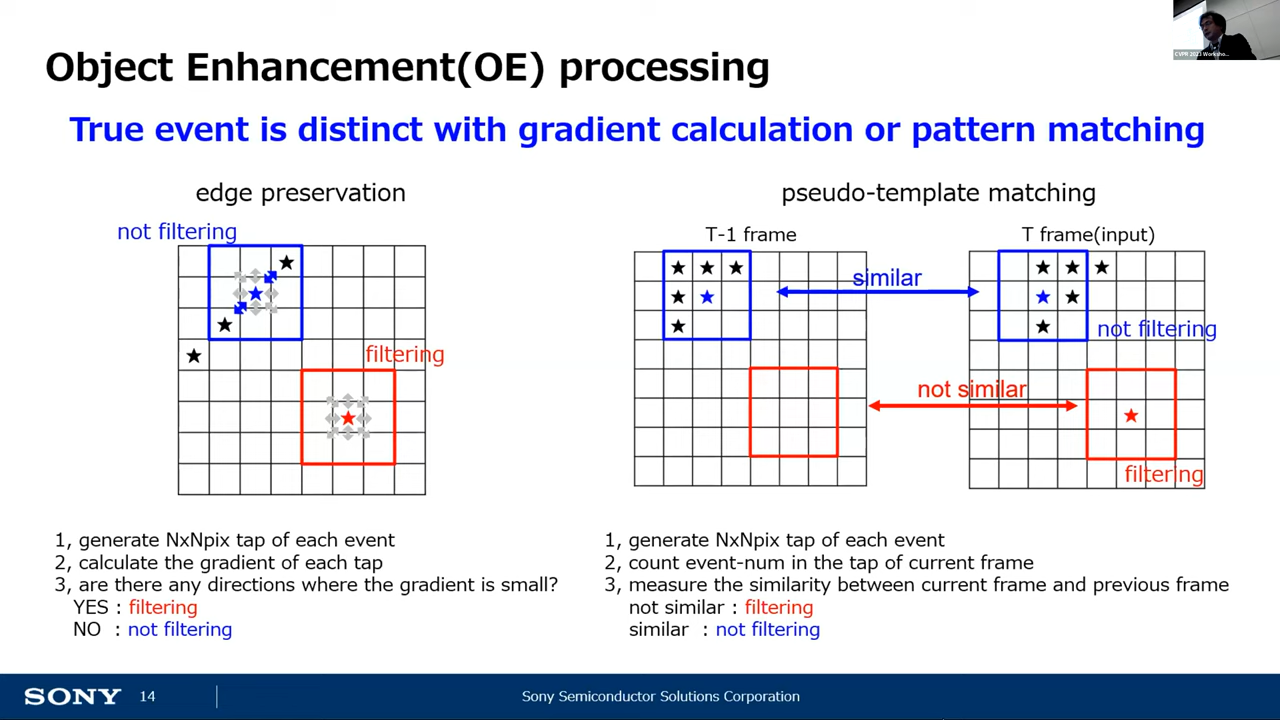 CVPR 2023 Worksho...
Object Enhancement(OE) processing
True event is distinct with gradient calculation or pattern matching
edge preservation
not filtering
filtering
1, generate NxNpix tap of each event
2, calculate the gradient of each tap
3, are there any directions where the gradient is small?
YES : filtering
NO : not filtering
pseudo-template matching
T-1 frame
T frame(input)
similar
not filtering
not similar
filtering
1, generate NxNpix tap of each event
2, count event-num in the tap of current frame
3, measure the similarity between current frame and previous frame
not similar : filtering
similar : not filtering
SONY
14
Sony Semiconductor Solutions Corporation